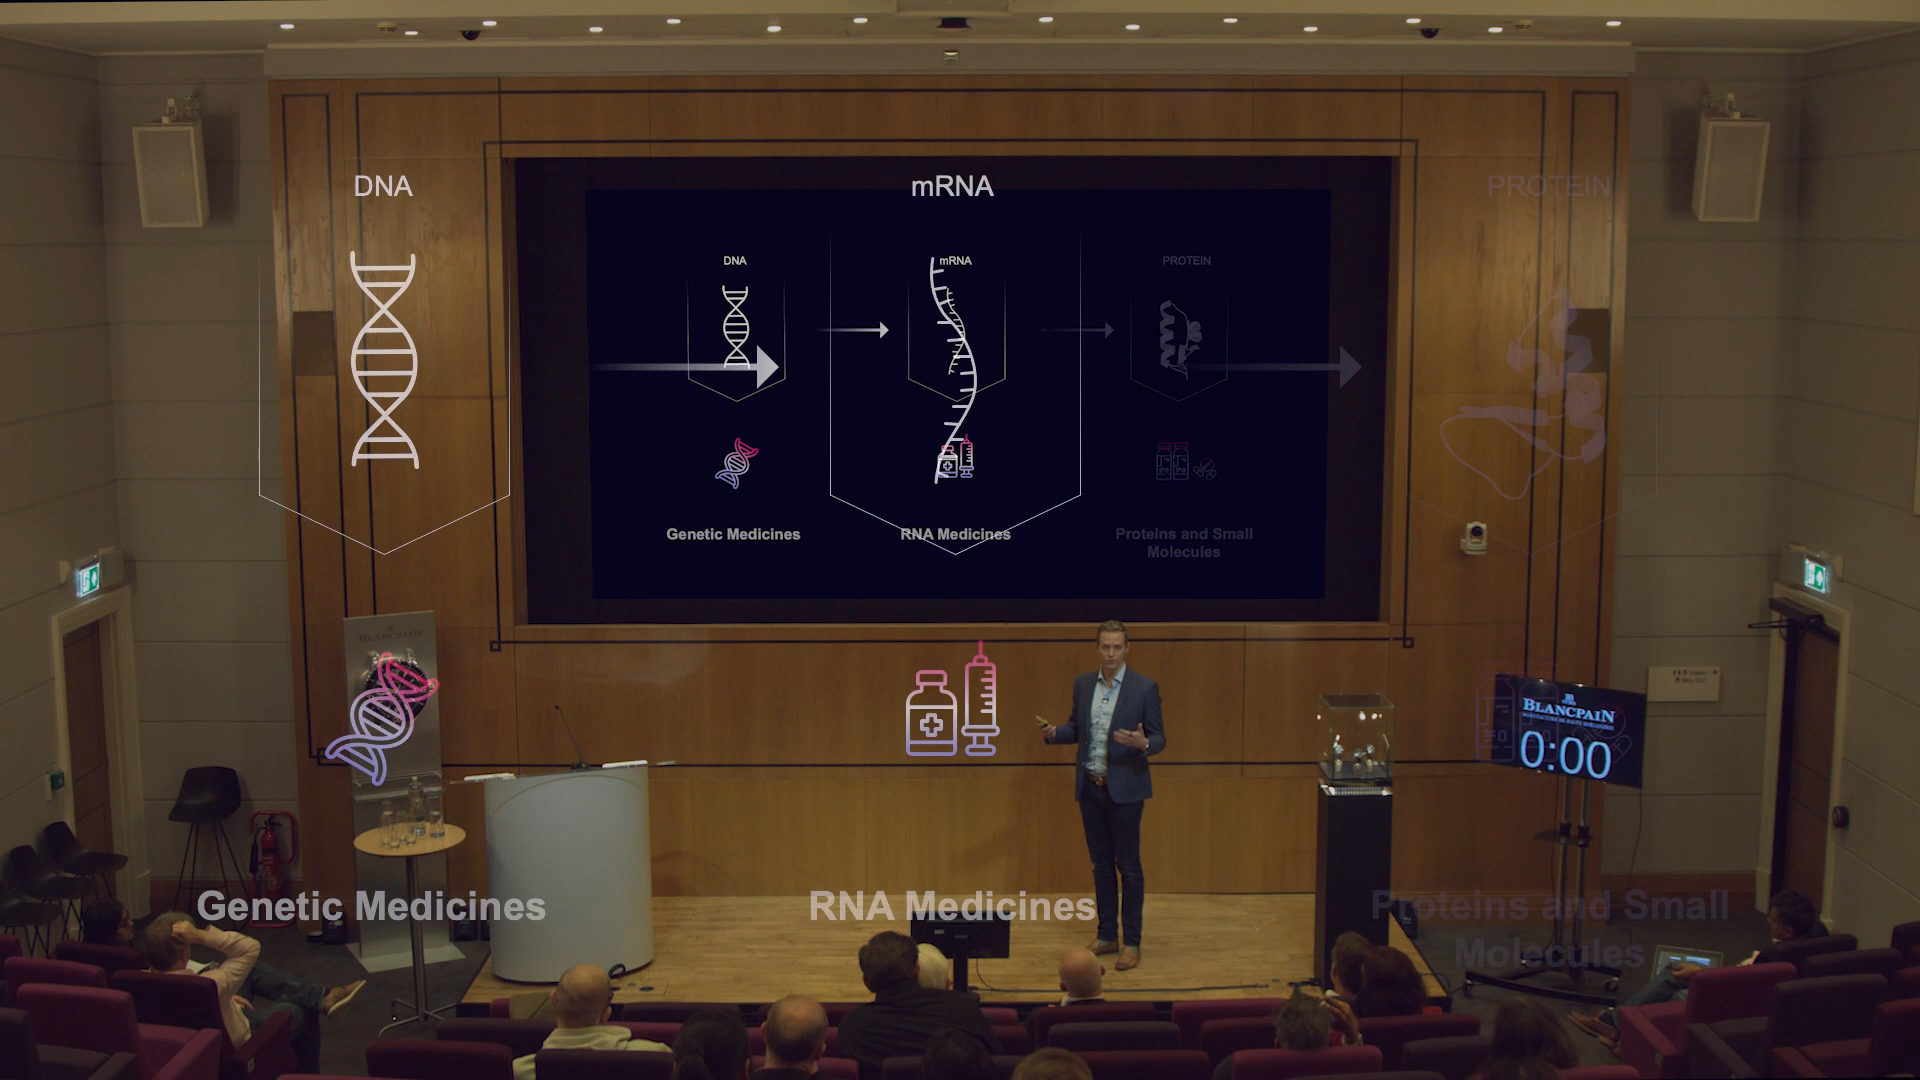 DNA
mRNA
PROTEIN
DNA
mRNA
PROTEIN
Genetic Medicines
RNA Medicines
Proteins and Small
Molecules
BLANCPAIN
BLANCPAIN
0:00
Genetic Medicines
RNA Medicines
Proteins and Small
Molecules